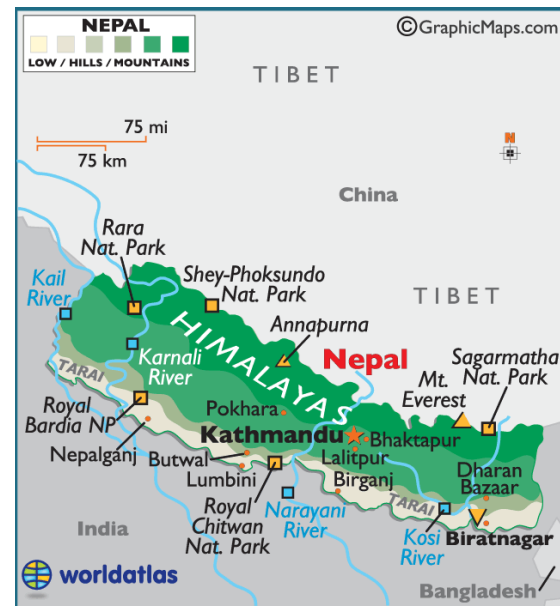 NEPAL
LOW / HILLS / MOUNTAINS
©GraphicMaps.com
TIBET
75 mi
75 km
N
China
Rara
Nat. Park
Shey-Phoksundo
Nat. Park
Kail
River
TIBET
HIMALAYAS
Annapurna
Nepal
Sagarmatha
Nat. Park
Karnali
River
Mt.
Everest
TARAI
Royal
Bardia NP
Pokhara
Kathmandu
Bhaktapur
Lalitpur
Nepalganj
Butwal
Lumbini
Birganj
Dharan
Bazaar
TARAI
Royal
Chitwan
Nat. Park
Narayani
River
Kosi
River
Biratnagar
India
worldatlas
Bangladesh